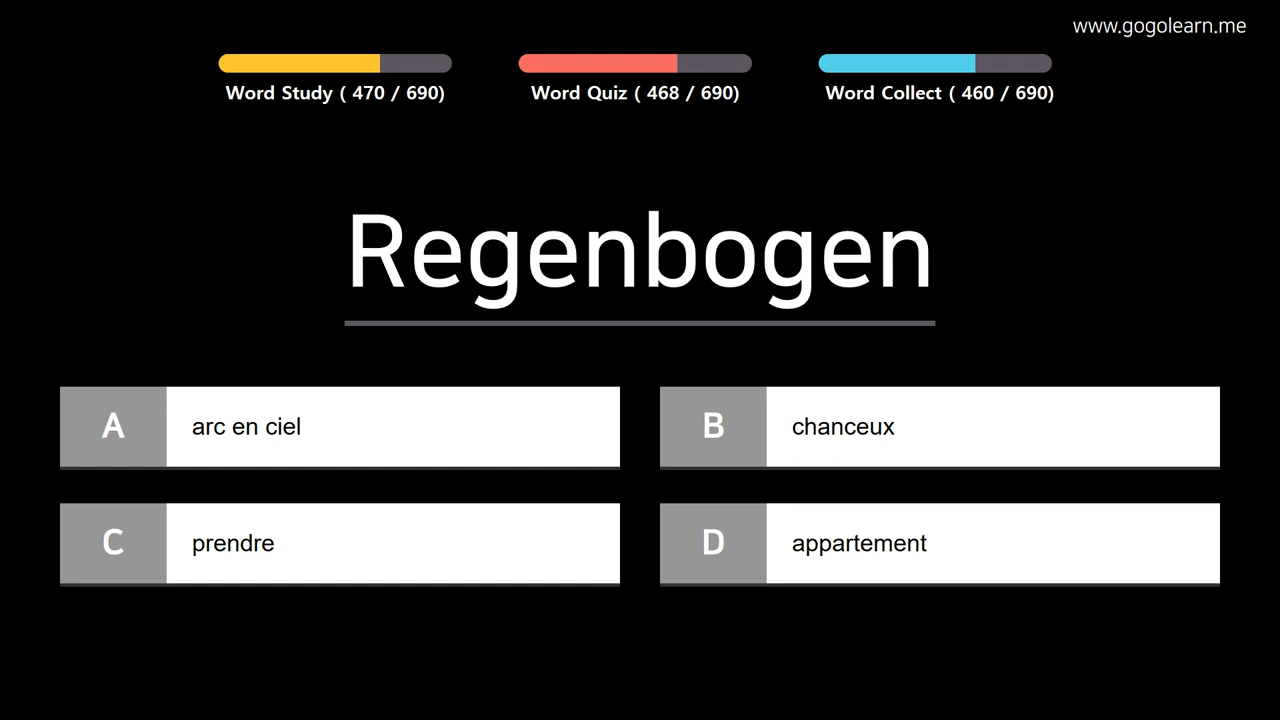 www.gogolearn.me
Word Study ( 470 / 690)
Word Quiz ( 468 / 690)
Word Collect ( 460 / 690)
Regenbogen
A arc en ciel
B chanceux
C prendre
D appartement